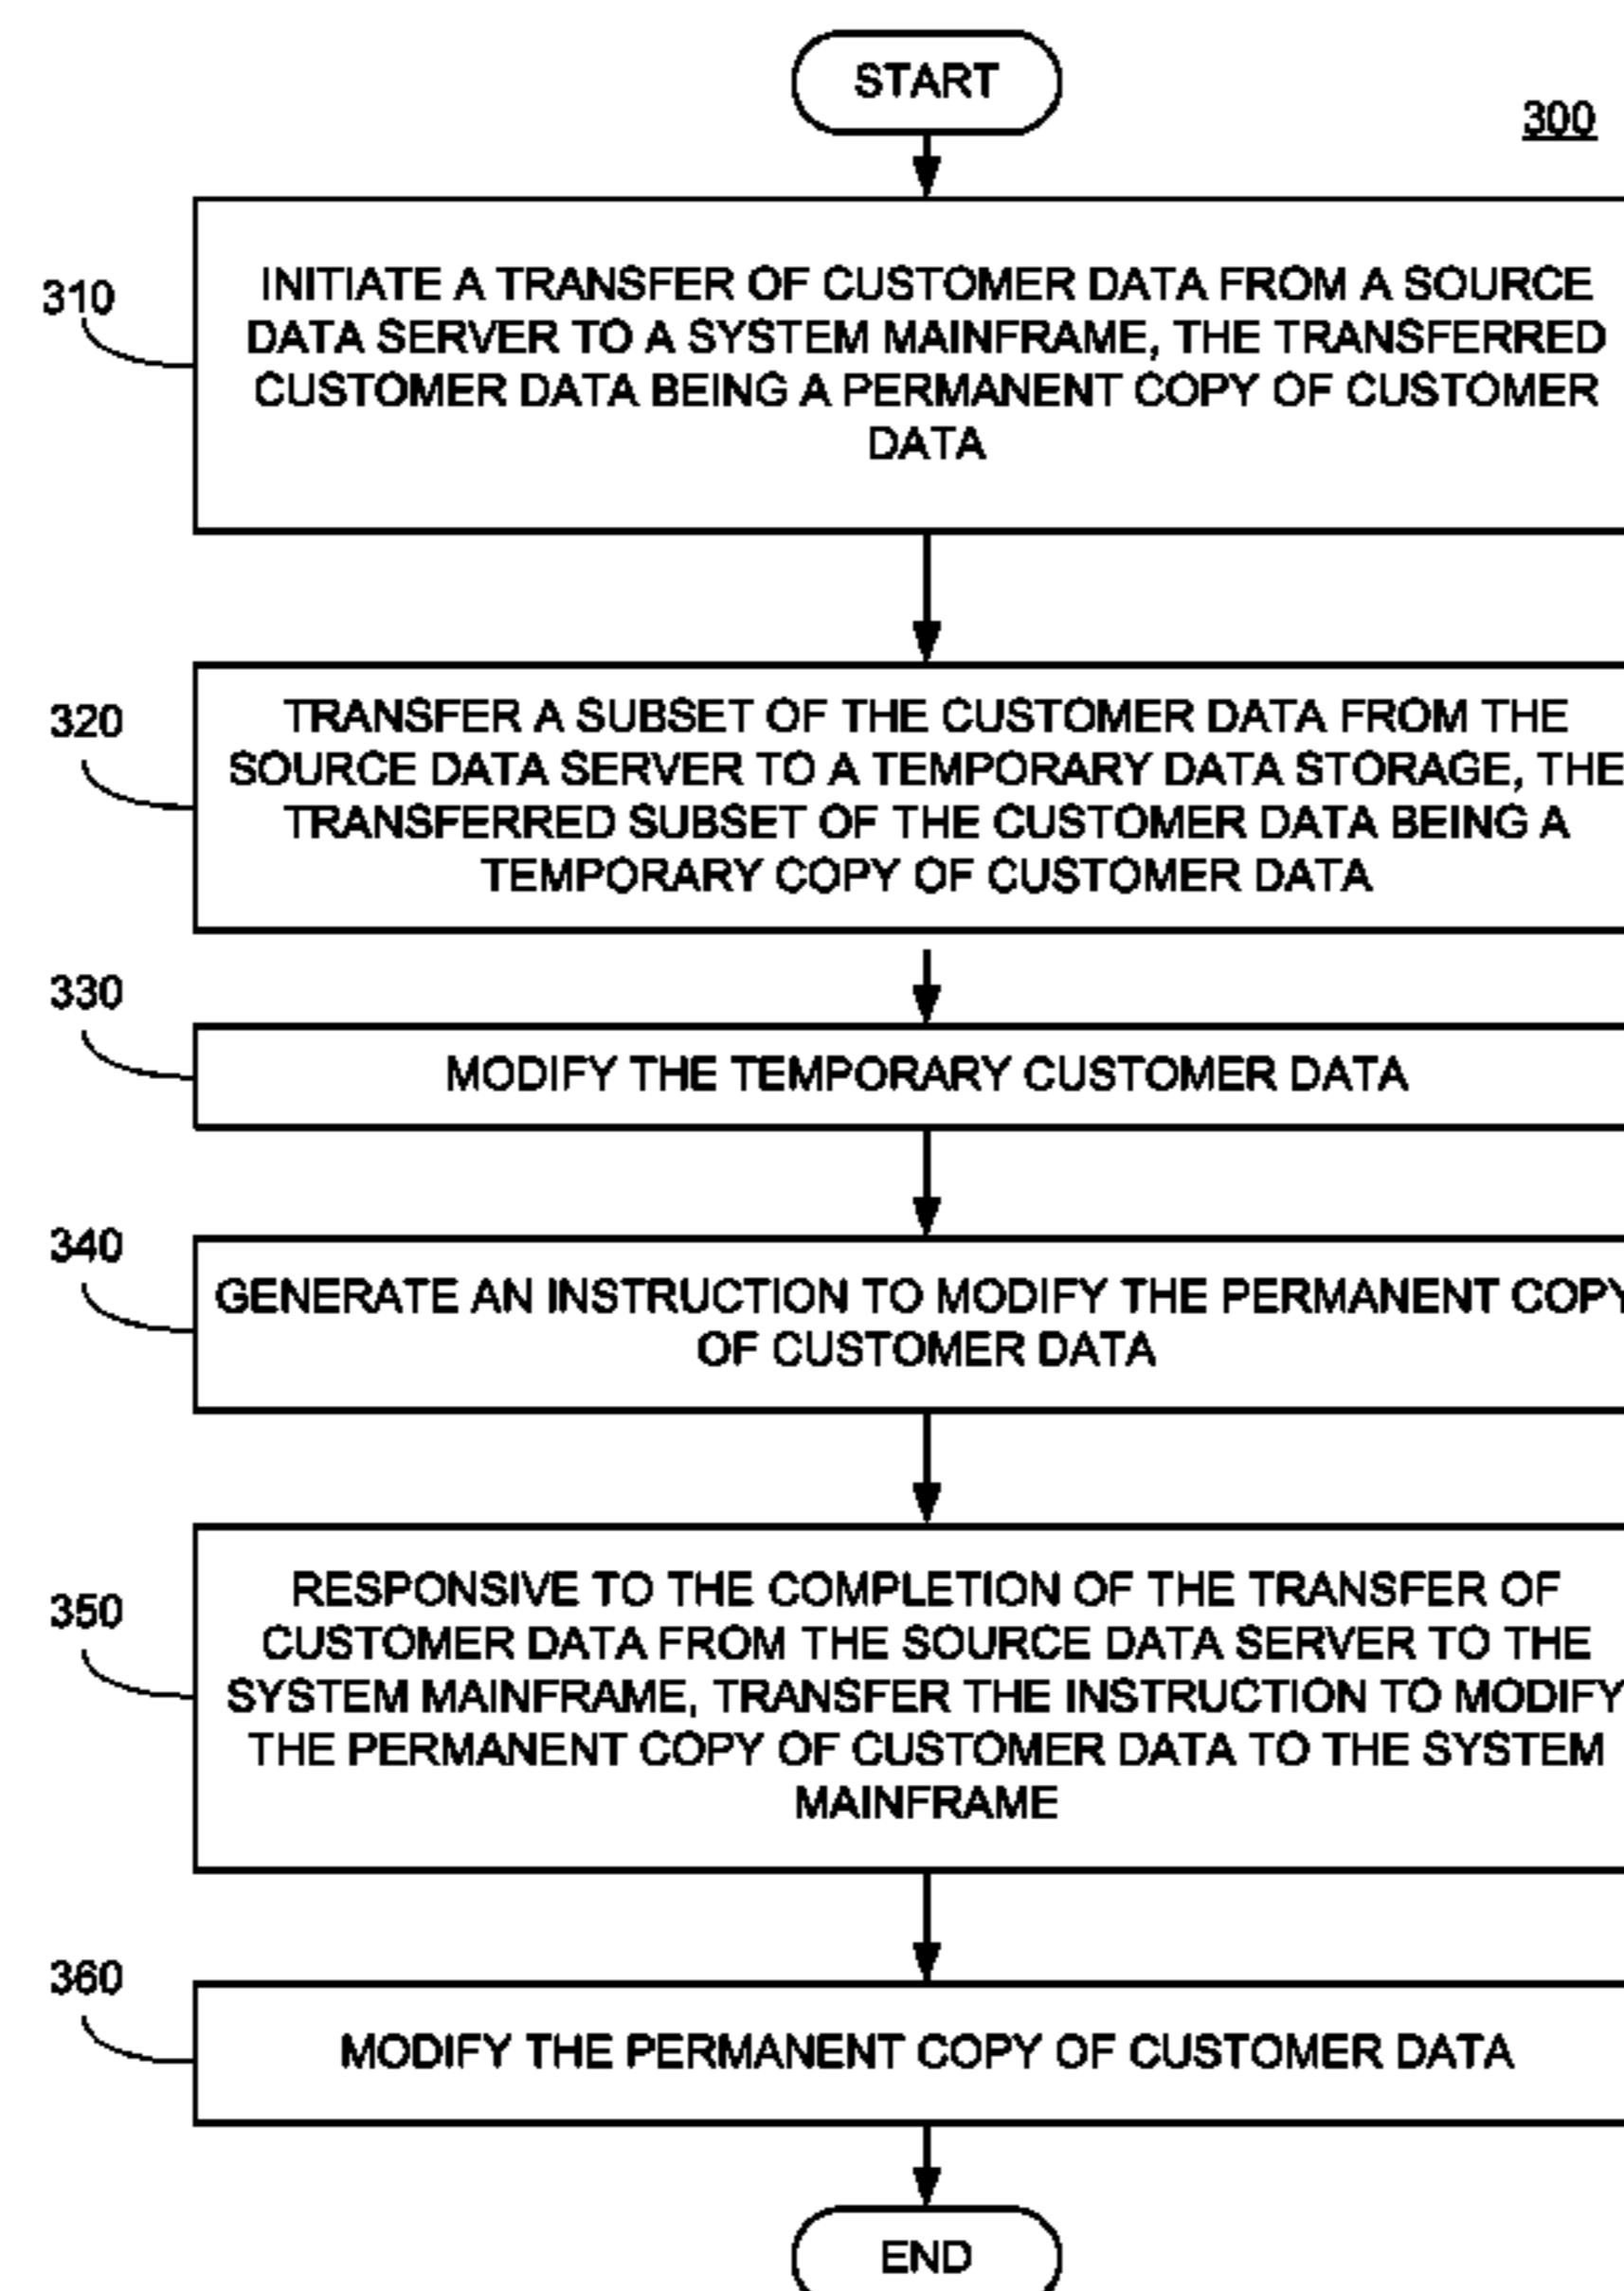 START
300
310
INITIATE A TRANSFER OF CUSTOMER DATA FROM A SOURCE
DATA SERVER TO A SYSTEM MAINFRAME, THE TRANSFERRED
CUSTOMER DATA BEING A PERMANENT COPY OF CUSTOMER
DATA
320
TRANSFER A SUBSET OF THE CUSTOMER DATA FROM THE
SOURCE DATA SERVER TO A TEMPORARY DATA STORAGE, THE
TRANSFERRED SUBSET OF THE CUSTOMER DATA BEING A
TEMPORARY COPY OF CUSTOMER DATA
330
MODIFY THE TEMPORARY CUSTOMER DATA
340
GENERATE AN INSTRUCTION TO MODIFY THE PERMANENT COPY
OF CUSTOMER DATA
350
RESPONSIVE TO THE COMPLETION OF THE TRANSFER OF
CUSTOMER DATA FROM THE SOURCE DATA SERVER TO THE
SYSTEM MAINFRAME, TRANSFER THE INSTRUCTION TO MODIFY
THE PERMANENT COPY OF CUSTOMER DATA TO THE SYSTEM
MAINFRAME
360
MODIFY THE PERMANENT COPY OF CUSTOMER DATA
END